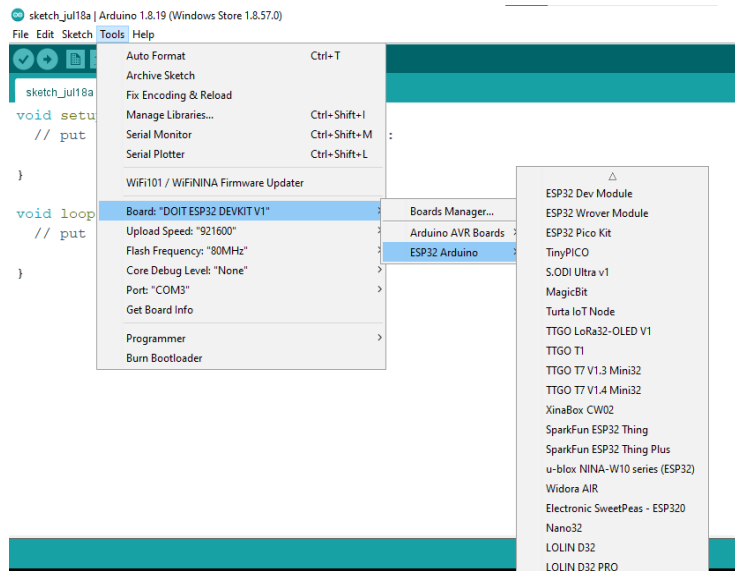 sketch_jul18a | Arduino 1.8.19 (Windows Store 1.8.57.0)
File Edit Sketch Tools Help
sketch_jul18a
void setu
// put
:
}
void loop
// put
}
Auto Format Ctrl+T
Archive Sketch
Fix Encoding & Reload
Manage Libraries... Ctrl+Shift+I
Serial Monitor Ctrl+Shift+M
Serial Plotter Ctrl+Shift+L
WiFi101 / WiFiNINA Firmware Updater
Board: "DOIT ESP32 DEVKIT V1"
Upload Speed: "921600"
Flash Frequency: "80MHz"
Core Debug Level: "None"
Port: "COM3"
Get Board Info
Programmer
Burn Bootloader
Boards Manager...
Arduino AVR Boards
ESP32 Arduino
ESP32 Dev Module
ESP32 Wrover Module
ESP32 Pico Kit
TinyPICO
S.ODI Ultra v1
MagicBit
Turta IoT Node
TTGO LoRa32-OLED V1
TTGO T1
TTGO T7 V1.3 Mini32
TTGO T7 V1.4 Mini32
XinaBox CW02
SparkFun ESP32 Thing
SparkFun ESP32 Thing Plus
u-blox NINA-W10 series (ESP32)
Widora AIR
Electronic SweetPeas - ESP320
Nano32
LOLIN D32
LOLIN D32 PRO